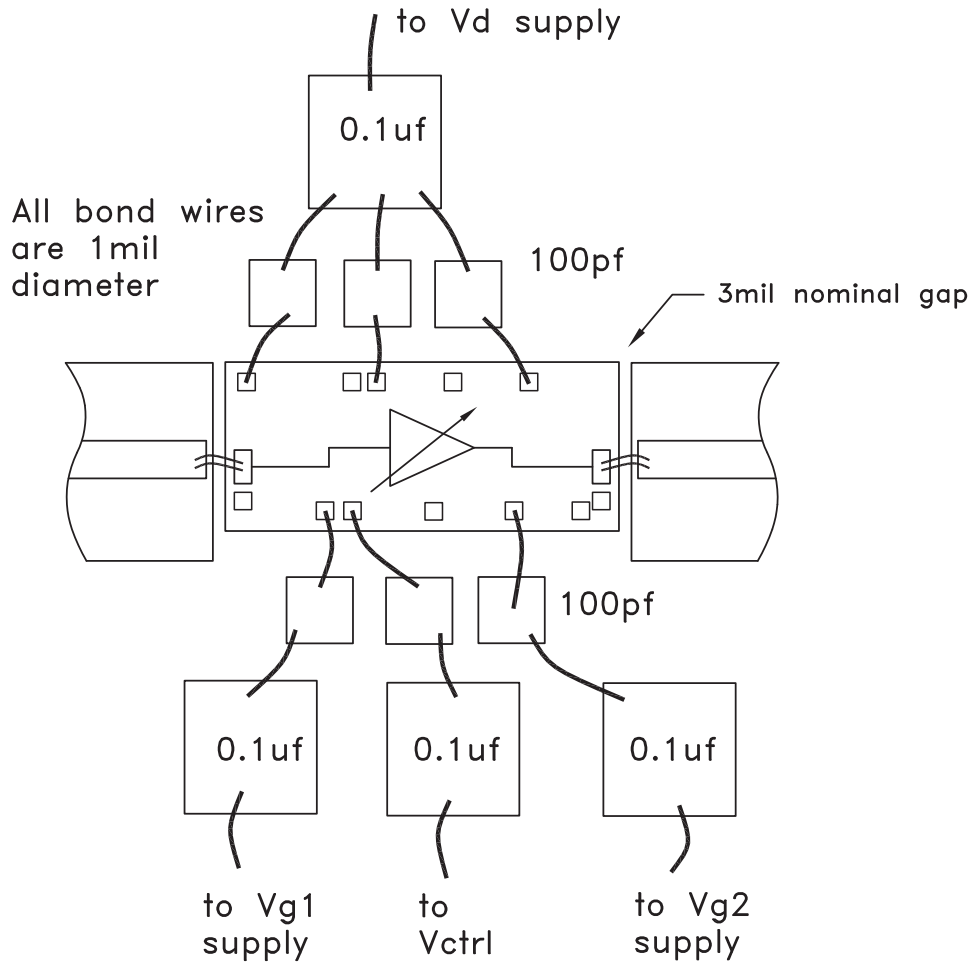 to Vd supply
0.1uf
All bond wires
are 1mil
diameter
100pf
3mil nominal gap
100pf
0.1uf
0.1uf
0.1uf
to Vg1
supply
to
Vctrl
to Vg2
supply